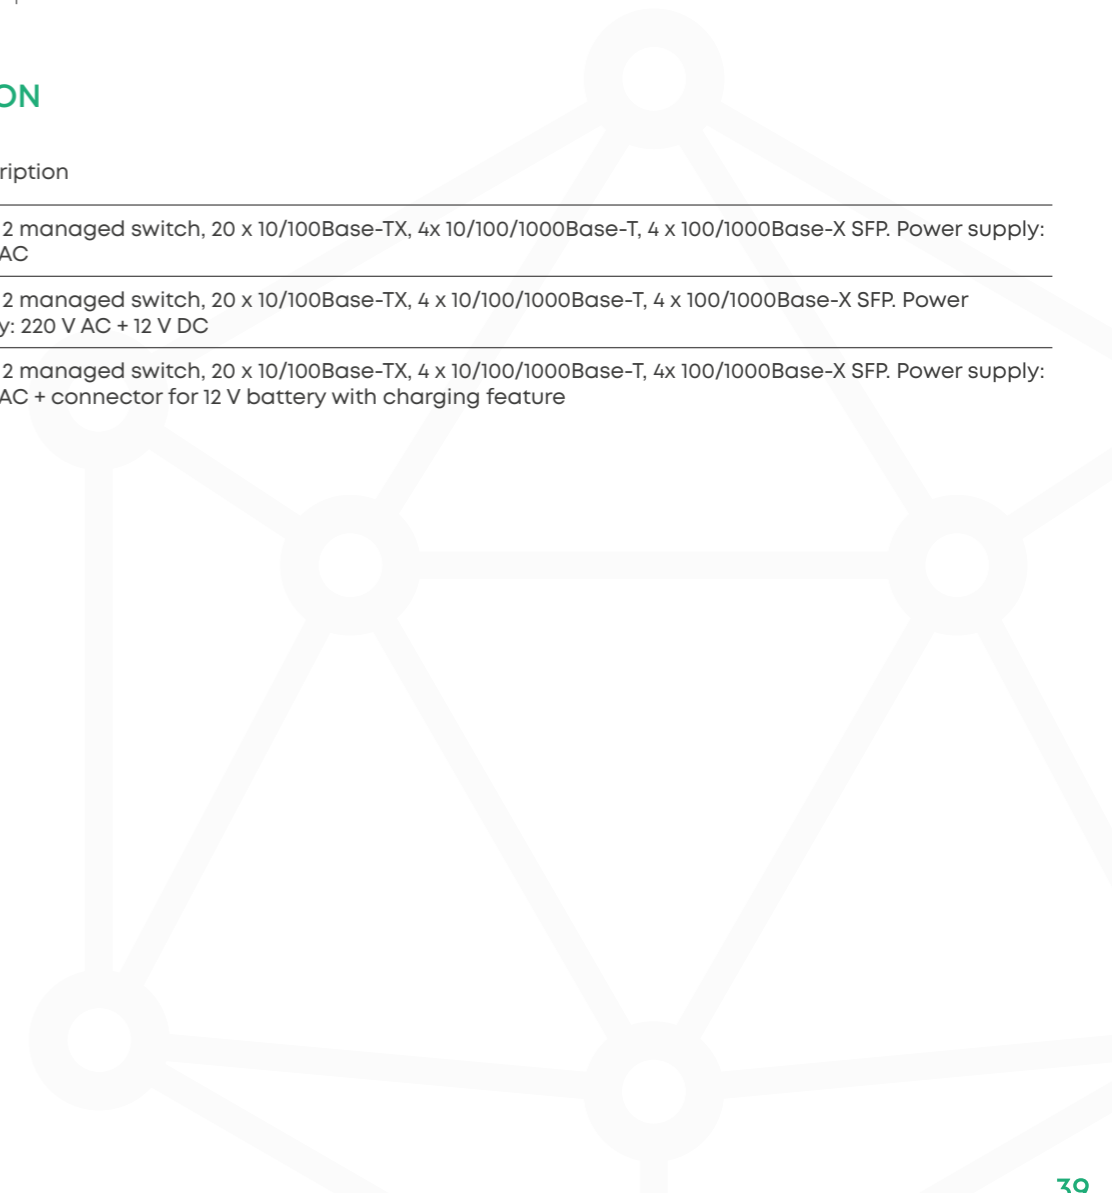 ON
ription
2 managed switch, 20 x 10/100Base-TX, 4x 10/100/1000Base-T, 4 x 100/1000Base-X SFP. Power supply:
AC
2 managed switch, 20 x 10/100Base-TX, 4 x 10/100/1000Base-T, 4 x 100/1000Base-X SFP. Power
y: 220 V AC + 12 V DC
2 managed switch, 20 x 10/100Base-TX, 4 x 10/100/1000Base-T, 4x 100/1000Base-X SFP. Power supply:
AC + connector for 12 V battery with charging feature
39